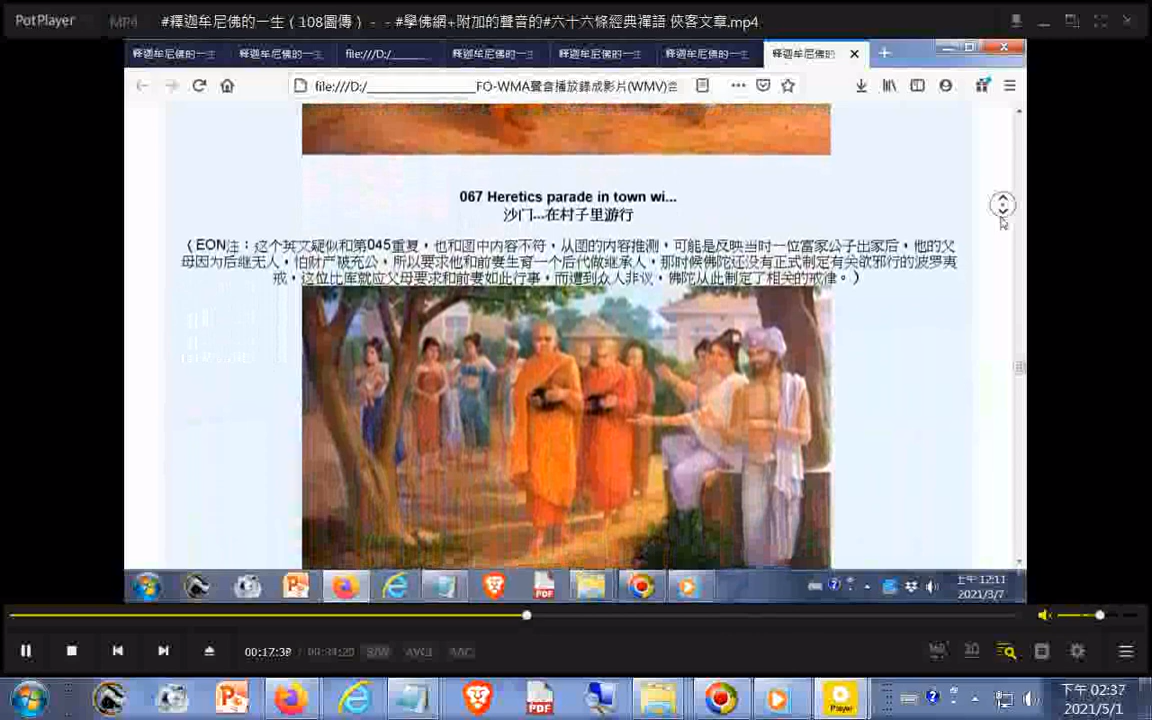 PotPlayer MP4 #釋迦牟尼佛的一生（108圖傳）- - #學佛網+附加的聲音的#六十六條經典禪語 俠客文章.mp4
釋迦牟尼佛的一生 釋迦牟尼佛的一生 file:///D:/______ 釋迦牟尼佛的一生 釋迦牟尼佛的一生 釋迦牟尼佛的一生 釋迦牟尼佛的一生
file:///D:/____________________FO-WMA聲音播放錄成影片(WMV)音
067 Heretics parade in town wi...
沙门...在村子里游行
（EON注：这个英文疑似和第045重复，也和图中内容不符，从图的内容推测，可能是反映当时一位富家公子出家后，他的父
母因为后继无人，怕财产被充公，所以要求他和前妻生育一个后代做继承人，那时候佛陀还没有正式制定有关欲邪行的波罗夷
戒，这位比库就应父母要求和前妻如此行事，而遭到众人非议，佛陀从此制定了相关的戒律。）
上午 12:11
2021/3/7
00:17:38 / 00:34:20 S/W AVC1 AAC
下午 02:37
2021/5/1